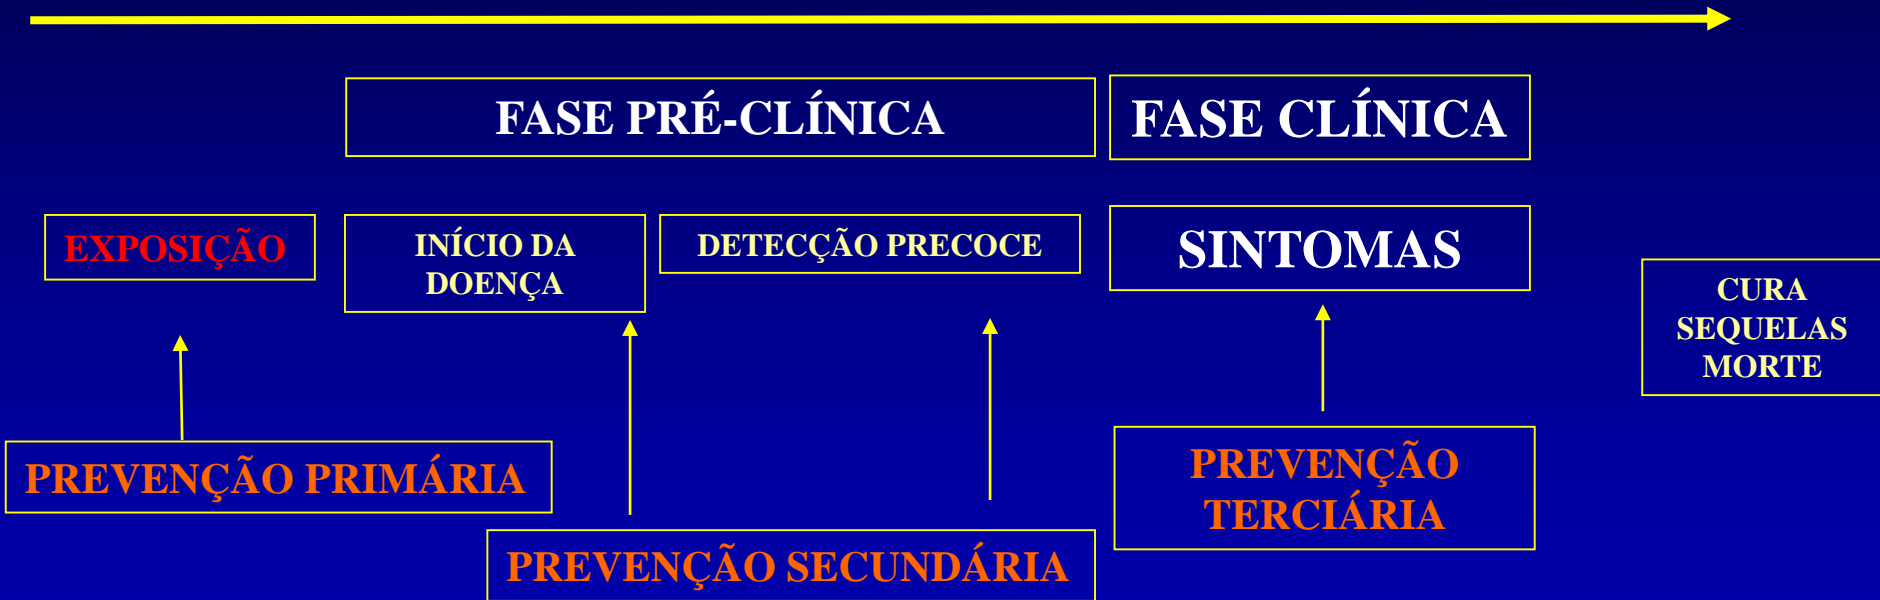 FASE PRÉ-CLÍNICA
FASE CLÍNICA
EXPOSIÇÃO
INÍCIO DA
DOENÇA
DETECÇÃO PRECOCE
SINTOMAS
CURA
SEQUELAS
MORTE
PREVENÇÃO PRIMÁRIA
PREVENÇÃO SECUNDÁRIA
PREVENÇÃO
TERCIÁRIA